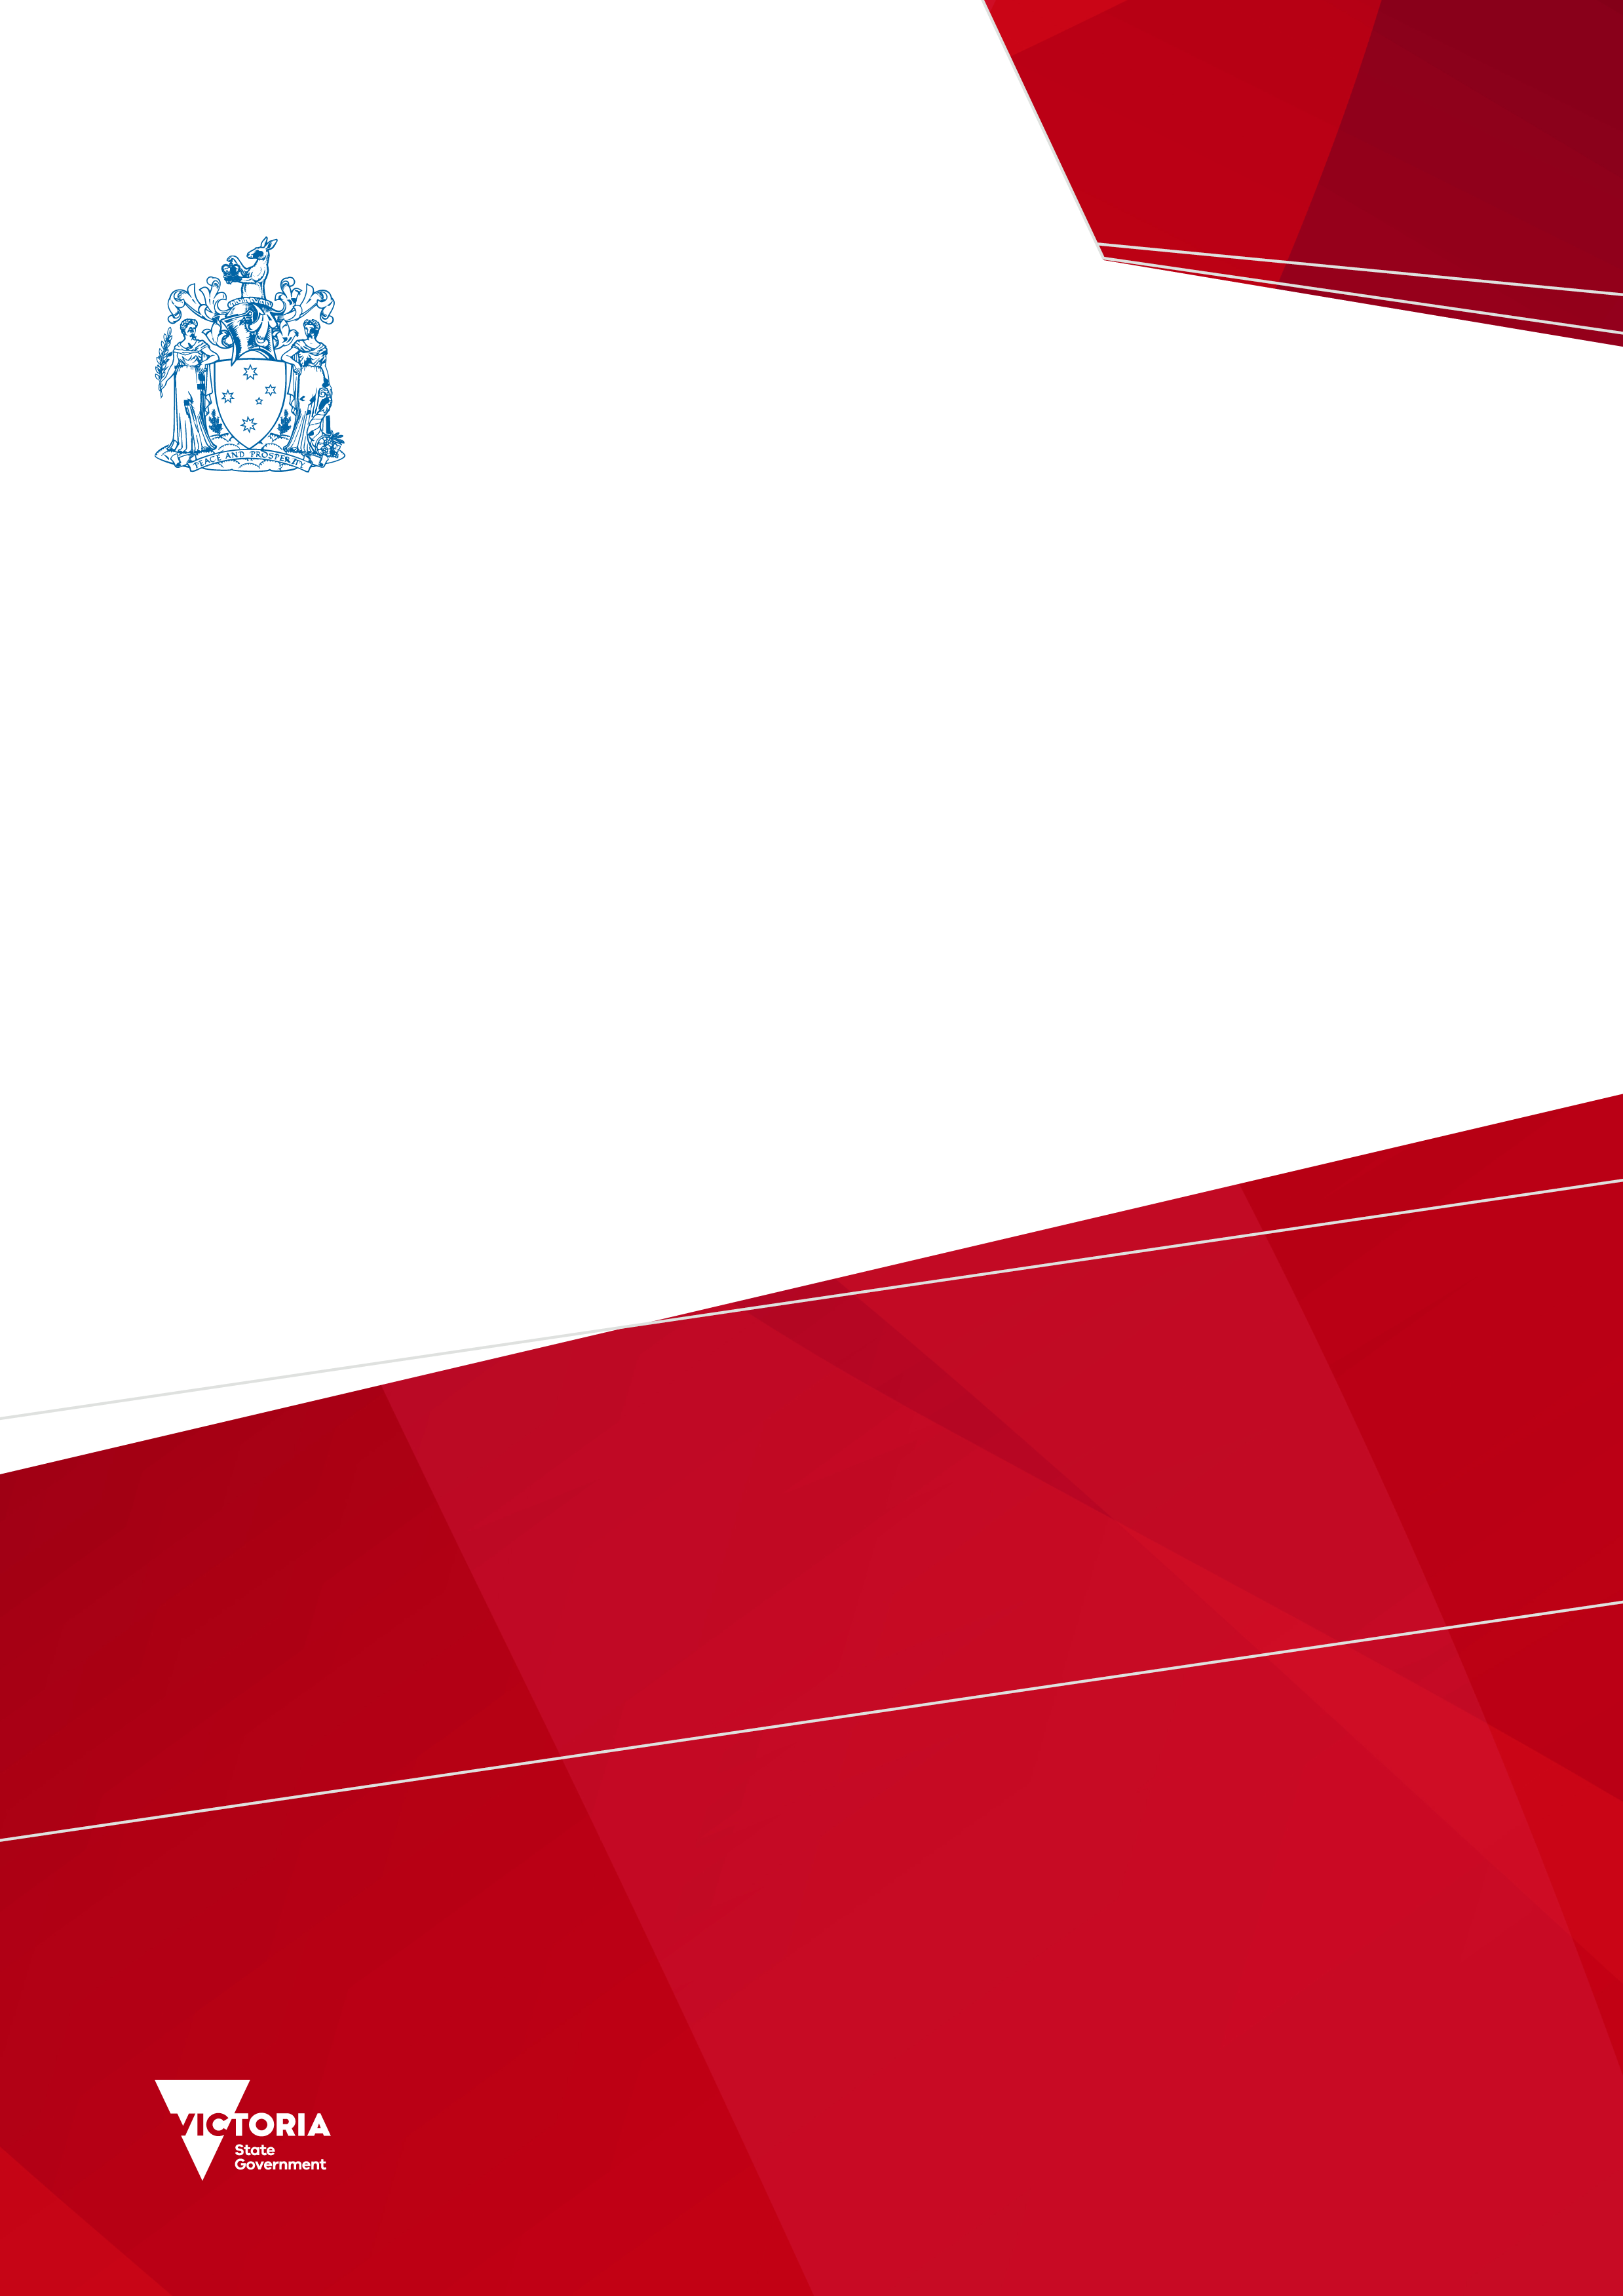 PEACE AND PROSPERITY
VICTORIA
State
Government